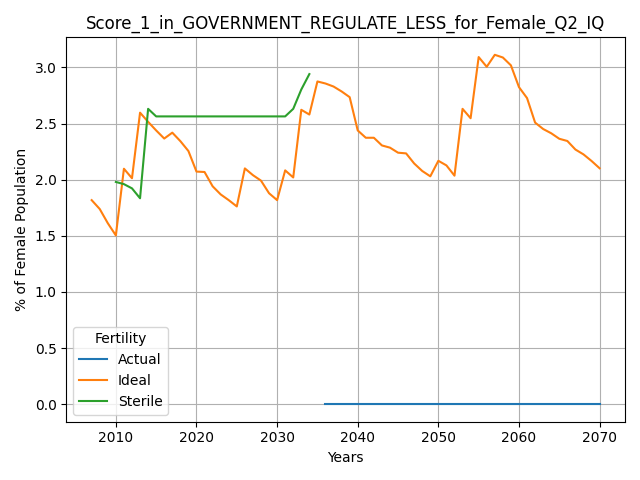 Score_1_in_GOVERNMENT_REGULATE_LESS_for_Female_Q2_IQ
% of Female Population
3.0
2.5
2.0
1.5
1.0
0.5
0.0
Fertility
Actual
Ideal
Sterile
2010 2020 2030 2040 2050 2060 2070
Years